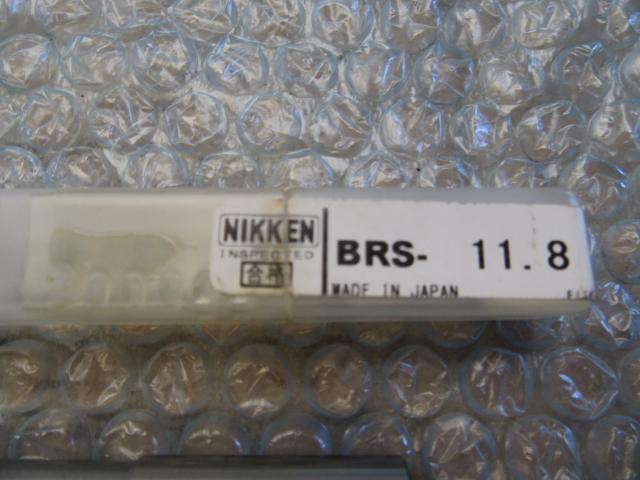 NIKKEN
INSPECTED
合格
BRS- 11.8
MADE IN JAPAN